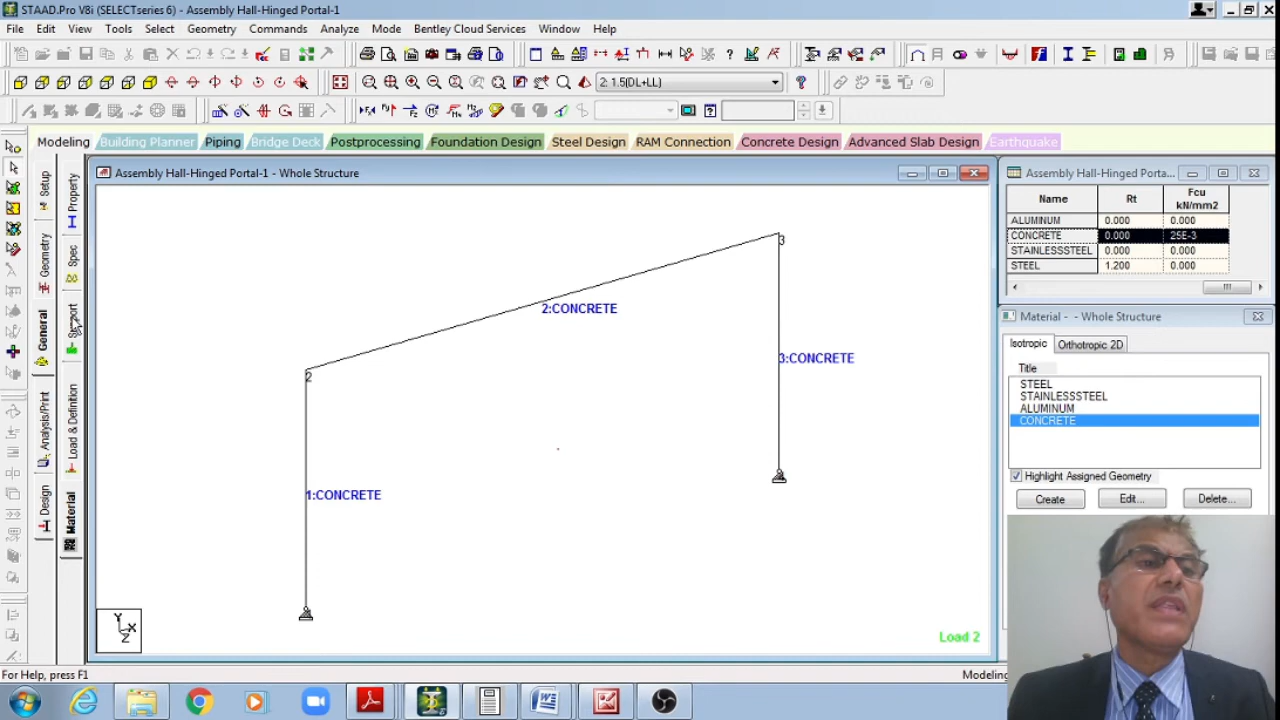 STAAD.Pro V8i (SELECTseries 6) - Assembly Hall-Hinged Portal-1
File Edit View Tools Select Geometry Commands Analyze Mode Bentley Cloud Services Window Help
2: 1.5(DL+LL)
Modeling Building Planner Piping Bridge Deck Postprocessing Foundation Design Steel Design RAM Connection Concrete Design Advanced Slab Design Earthquake
Setup
Geometry
General
Analysis/Print
Design
Property
Spec
Load & Definition
Material
Assembly Hall-Hinged Portal-1 - Whole Structure
3
2:CONCRETE
2
3:CONCRETE
1:CONCRETE
Y
X
Z
Load 2
Assembly Hall-Hinged Porta...
Name Rt Fcu kN/mm2
ALUMINUM 0.000 0.000
CONCRETE 0.000 25E-3
STAINLESSSTEEL 0.000 0.000
STEEL 1.200 0.000
Material - - Whole Structure
Isotropic Orthotropic 2D
Title
STEEL
STAINLESSSTEEL
ALUMINUM
CONCRETE
Highlight Assigned Geometry
Create Edit... Delete...
For Help, press F1
Modeling